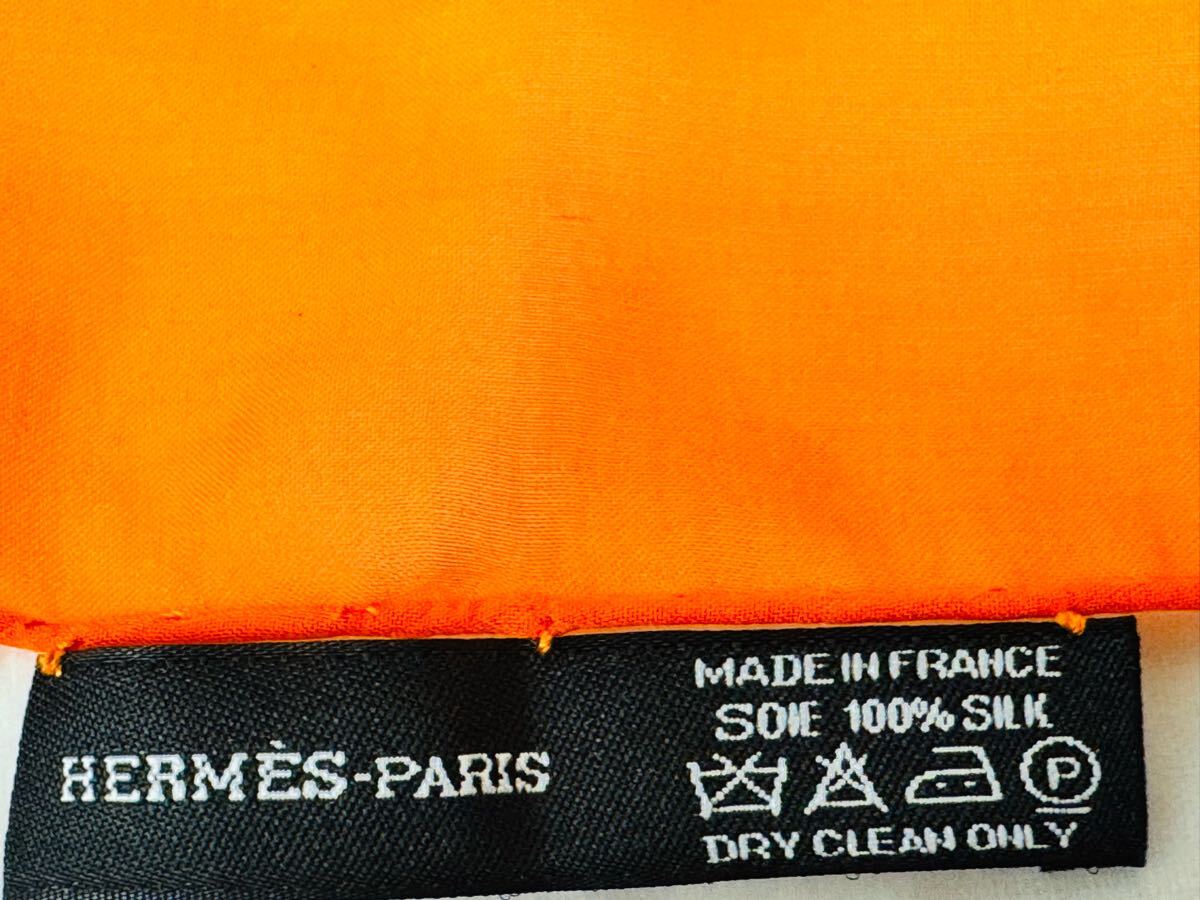 HERMÈS-PARIS
MADE IN FRANCE
SOIE 100% SILK
P
DRY CLEAN ONLY